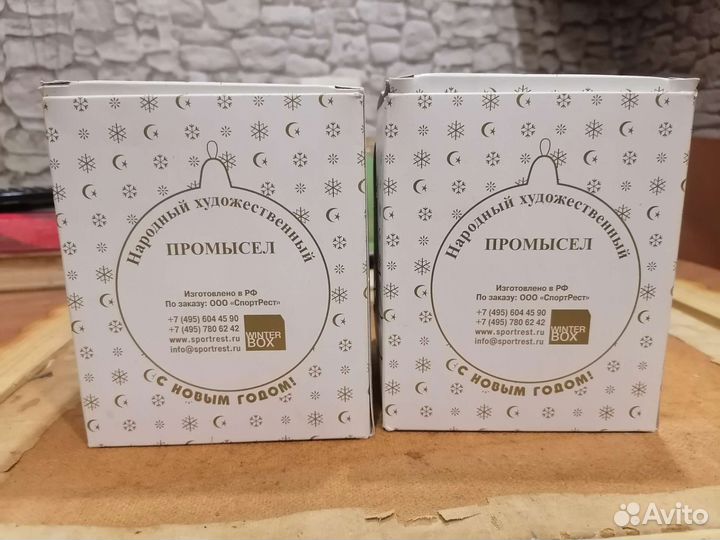 Народный художественный
ПРОМЫСЕЛ
Изготовлено в РФ
По заказу: ООО «СпортРест»
+7 (495) 604 45 90
+7 (495) 780 62 42
www.sportrest.ru
info@sportrest.ru
WINTER
BOX
С НОВЫМ ГОДОМ!
Народный художественный
ПРОМЫСЕЛ
Изготовлено в РФ
По заказу: ООО «СпортРест»
+7 (495) 604 45 90
+7 (495) 780 62 42
www.sportrest.ru
info@sportrest.ru
WINTER
BOX
С НОВЫМ ГОДОМ!
Avito